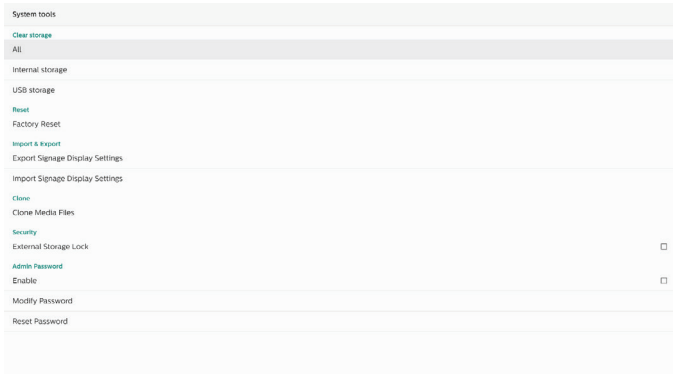 System tools
Clear storage
All
Internal storage
USB storage
Reset
Factory Reset
Import & Export
Export Signage Display Settings
Import Signage Display Settings
Clone
Clone Media Files
Security
External Storage Lock
Admin Password
Enable
Modify Password
Reset Password